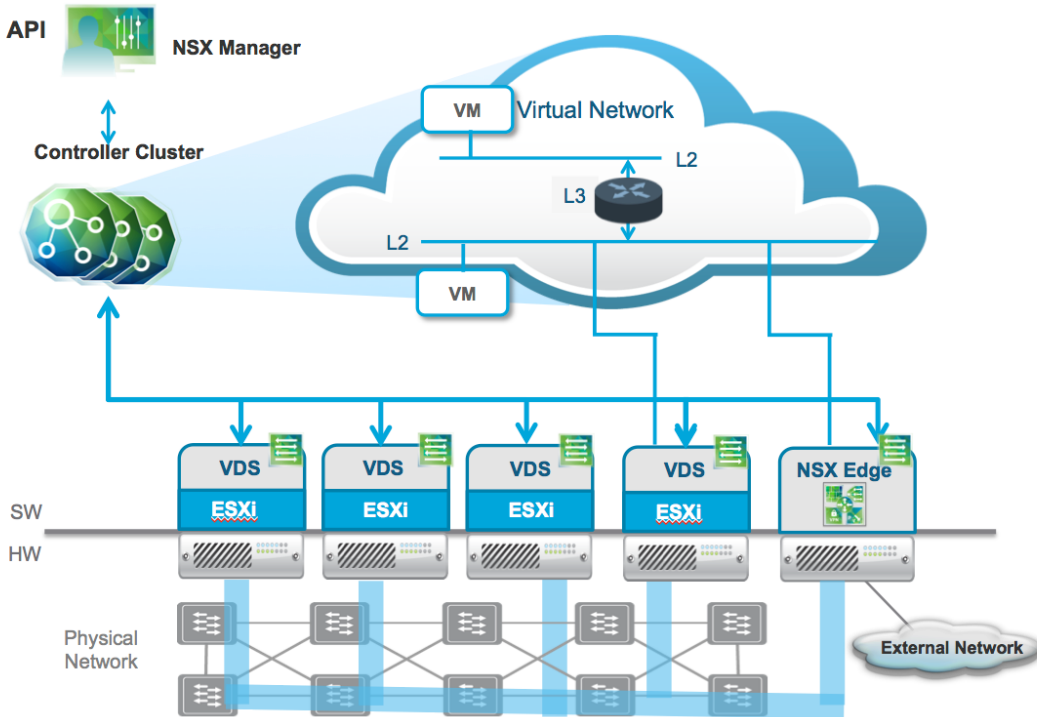 API
NSX Manager
Controller Cluster
VM
Virtual Network
L2
L3
L2
VM
VDS
VDS
VDS
VDS
NSX Edge
ESXi
ESXi
ESXi
ESXi
SW
HW
Physical
Network
External Network